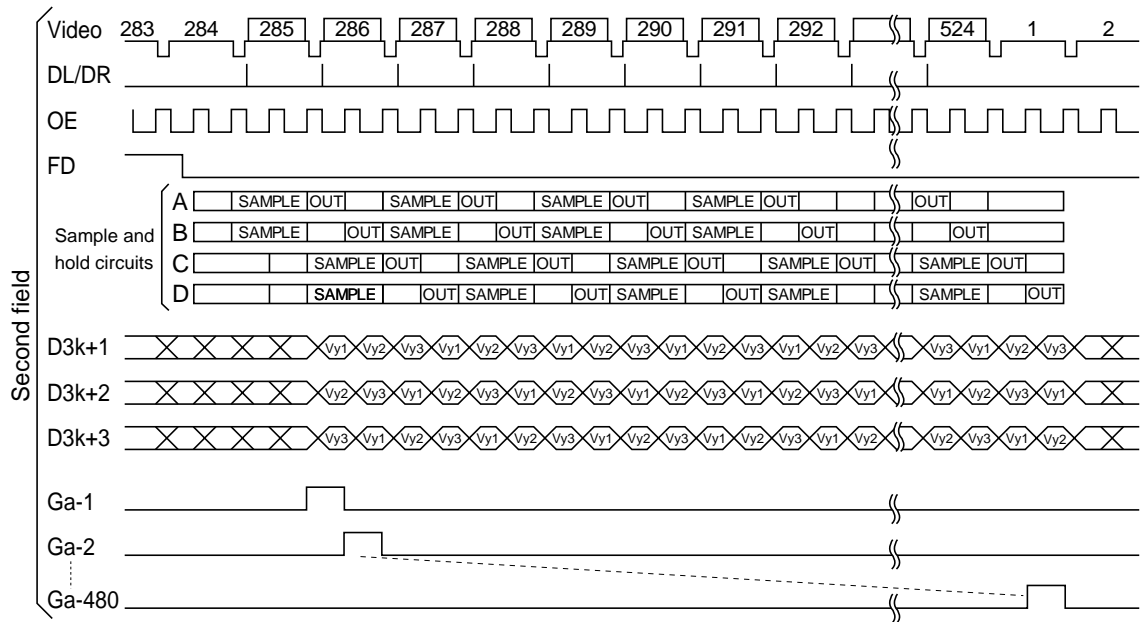 Second field
Video 283 284 285 286 287 288 289 290 291 292 524 1 2
DL/DR
OE
FD
Sample and
hold circuits
A SAMPLE OUT SAMPLE OUT SAMPLE OUT SAMPLE OUT OUT
B SAMPLE OUT SAMPLE OUT SAMPLE OUT SAMPLE OUT OUT
C SAMPLE OUT SAMPLE OUT SAMPLE OUT SAMPLE OUT SAMPLE OUT
D SAMPLE OUT SAMPLE OUT SAMPLE OUT SAMPLE OUT SAMPLE OUT
D3k+1 Vy1 Vy2 Vy3 Vy1 Vy2 Vy3 Vy1 Vy2 Vy3 Vy1 Vy2 Vy3 Vy1 Vy2 Vy3 Vy3 Vy1 Vy2 Vy3
D3k+2 Vy2 Vy3 Vy1 Vy2 Vy3 Vy1 Vy2 Vy3 Vy1 Vy2 Vy3 Vy1 Vy2 Vy3 Vy1 Vy1 Vy2 Vy3 Vy1
D3k+3 Vy3 Vy1 Vy2 Vy3 Vy1 Vy2 Vy3 Vy1 Vy2 Vy3 Vy1 Vy2 Vy3 Vy1 Vy2 Vy2 Vy3 Vy1 Vy2
Ga-1
Ga-2
Ga-480